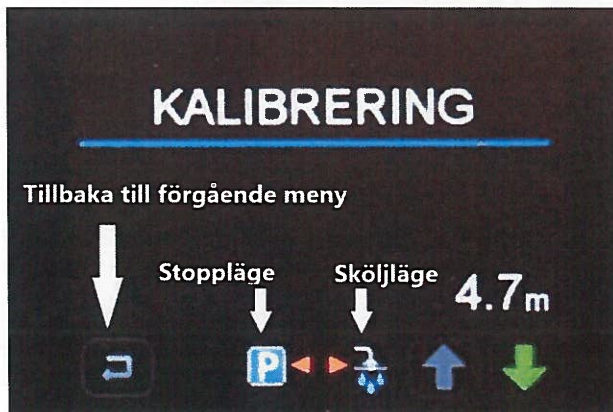 KALIBRERING
Tillbaka till förgående meny
Stoppläge
Sköljläge
4.7m
P